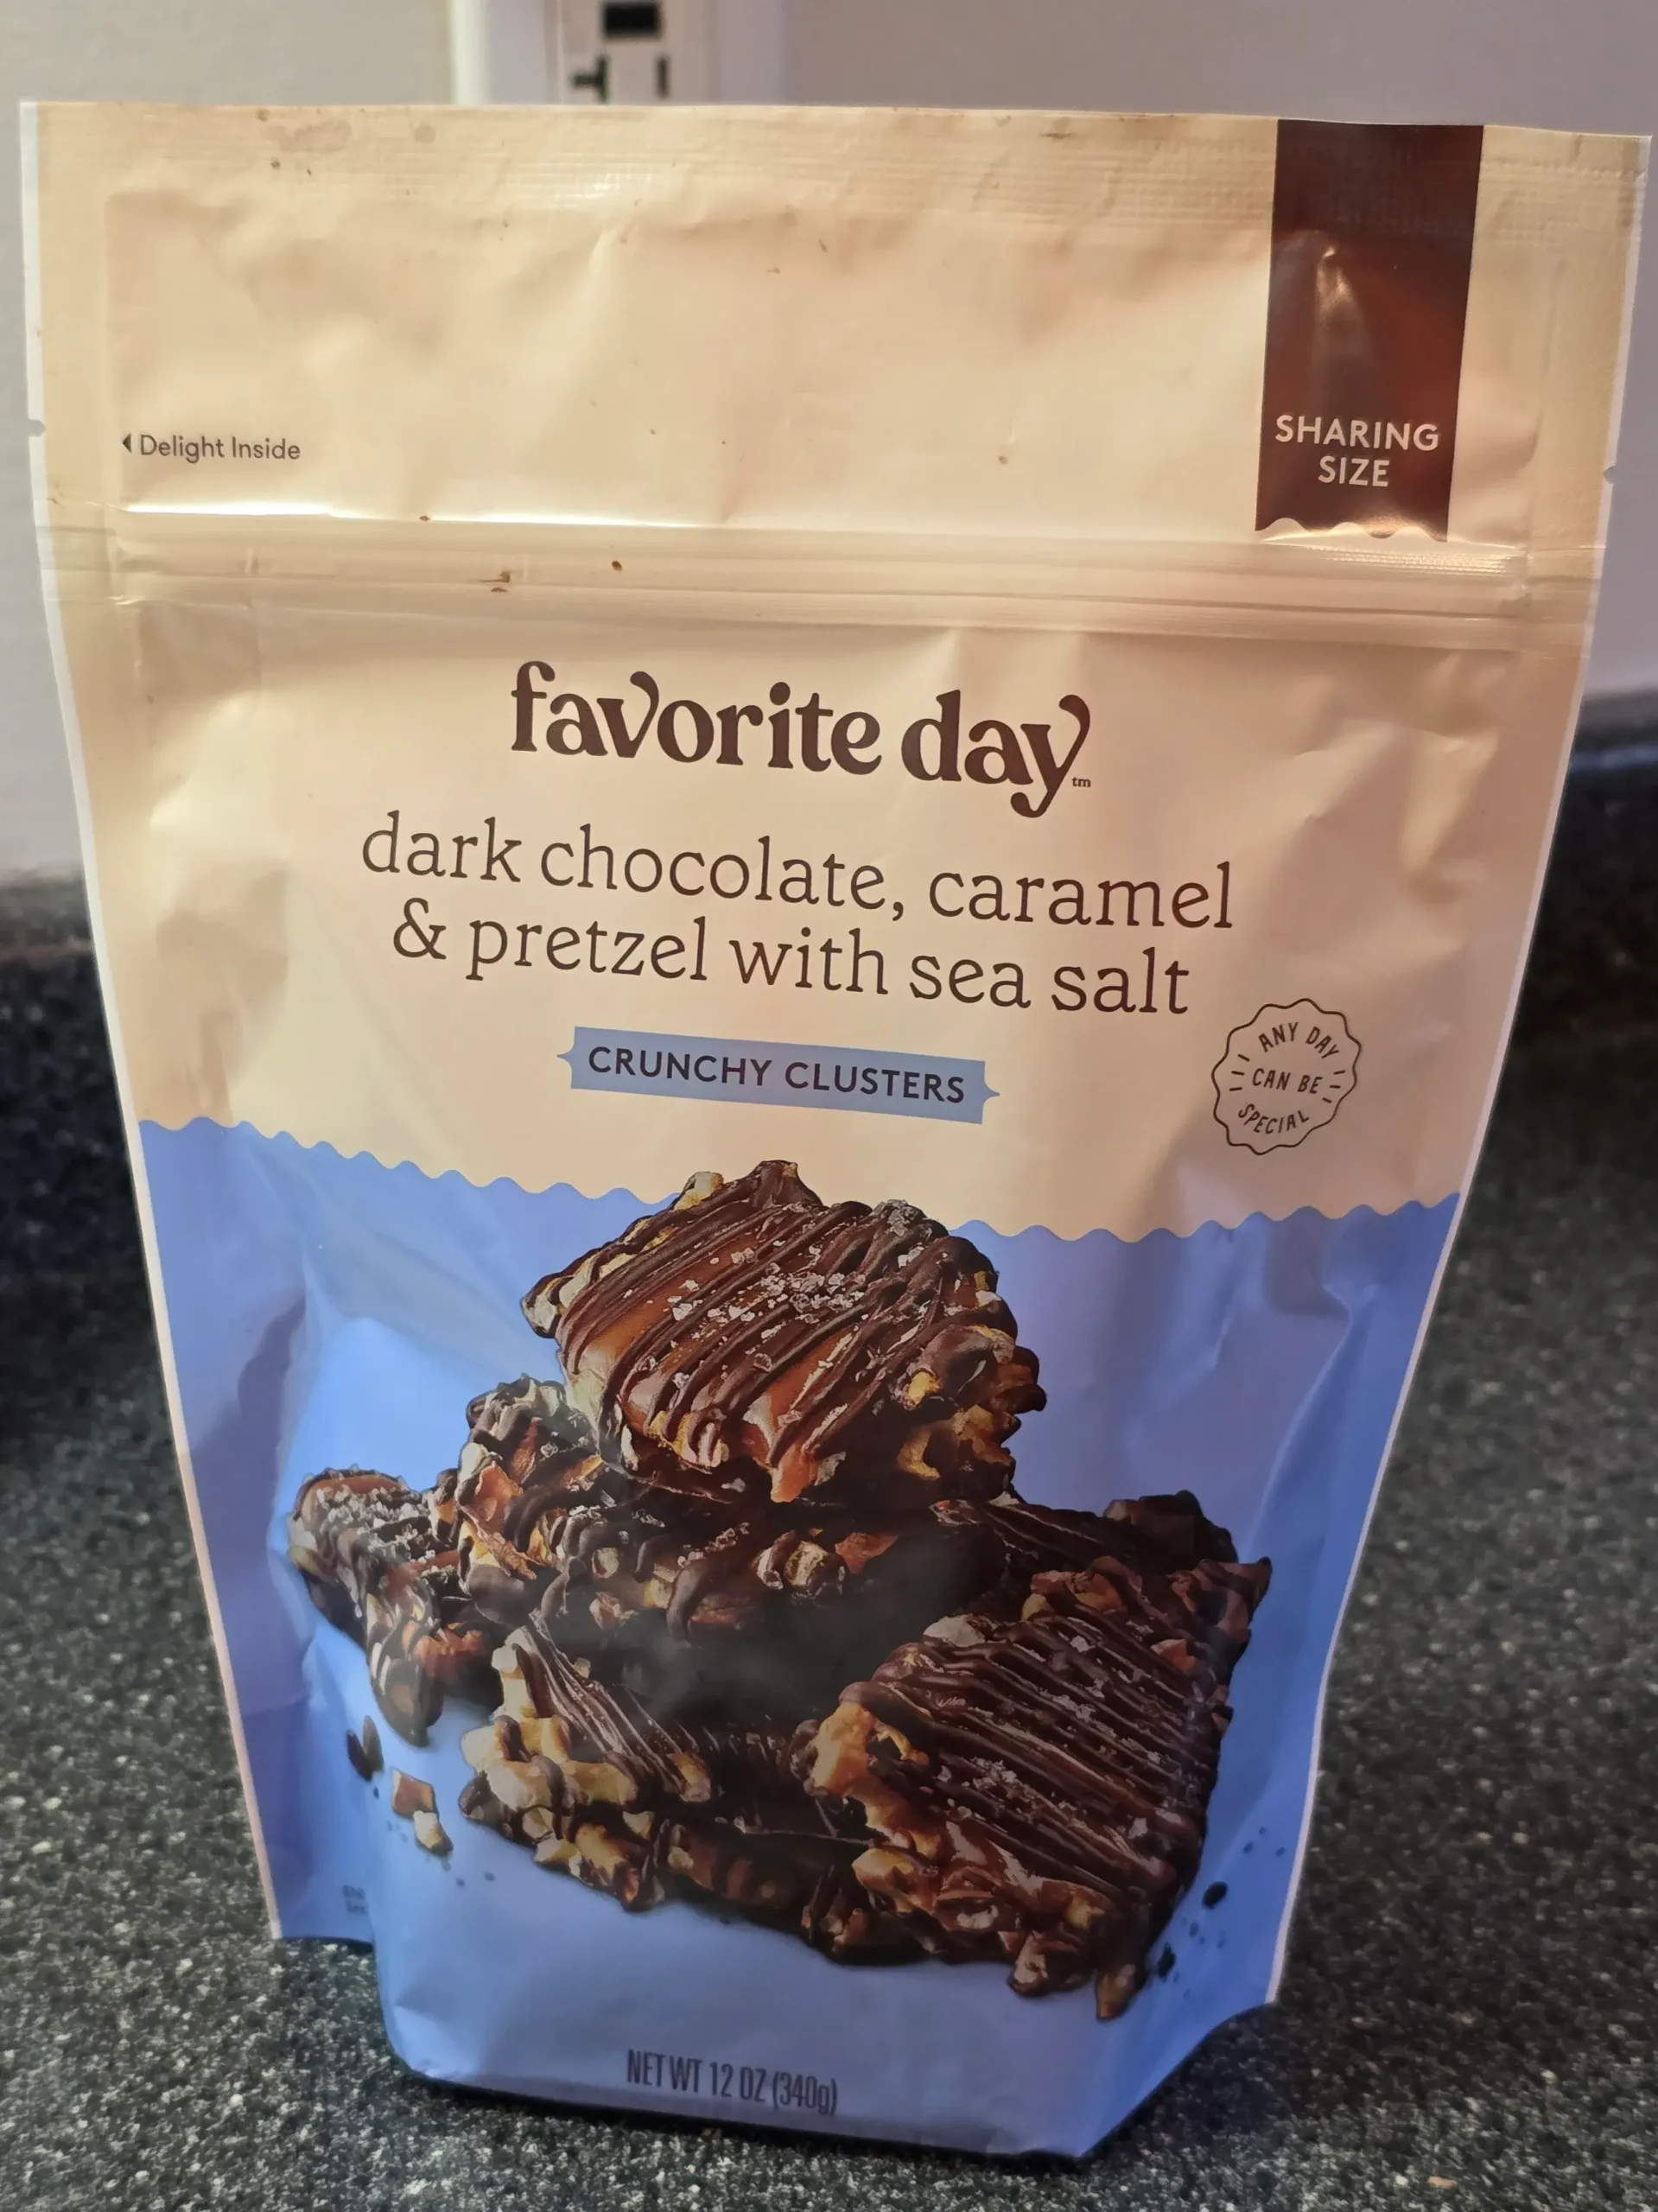 Delight Inside
SHARING
SIZE
favorite day™
dark chocolate, caramel
& pretzel with sea salt
CRUNCHY CLUSTERS
ANY DAY
CAN BE
SPECIAL
NET WT 12 OZ (340g)